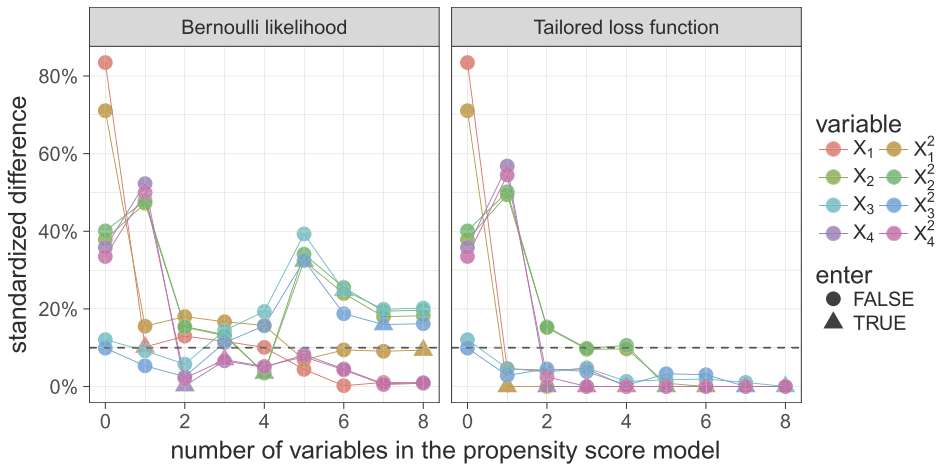 Bernoulli likelihood
Tailored loss function
standardized difference
80%
60%
40%
20%
0%
0 2 4 6 8
0 2 4 6 8
number of variables in the propensity score model
variable
X₁ X₁²
X₂ X₂²
X₃ X₃²
X₄ X₄²
enter
FALSE
TRUE